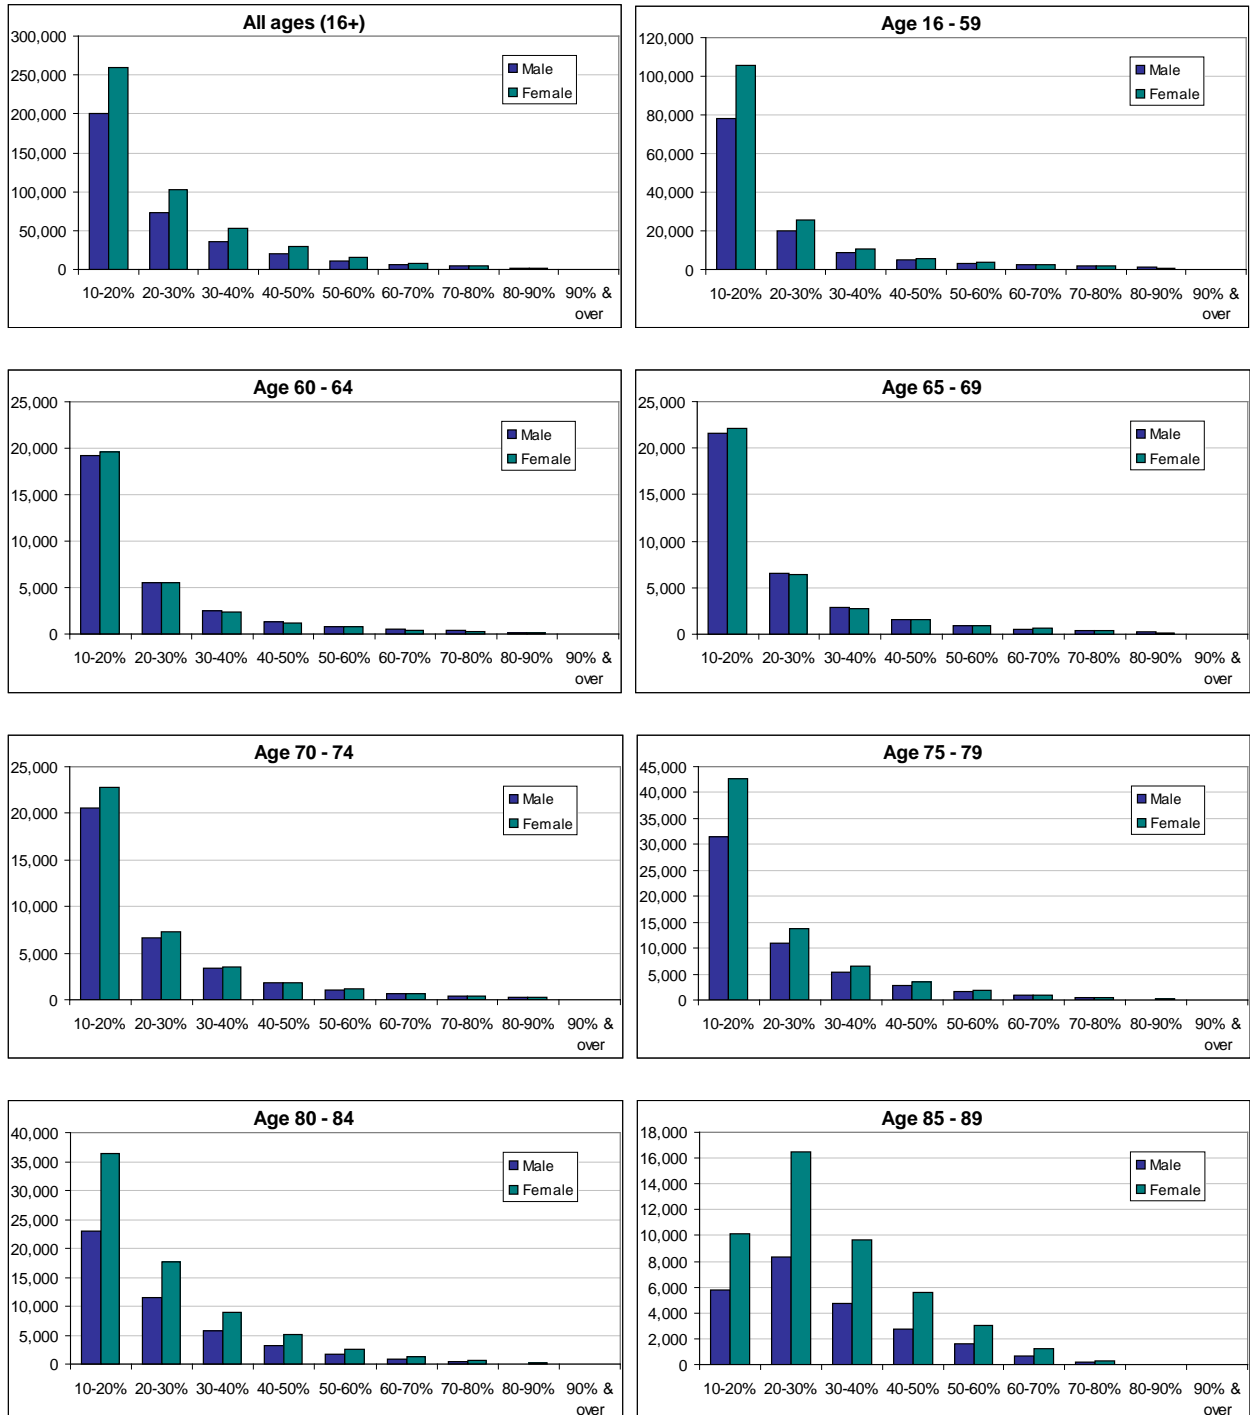 All ages (16+)
300,000
250,000
200,000
150,000
100,000
50,000
0
Male
Female
10-20% 20-30% 30-40% 40-50% 50-60% 60-70% 70-80% 80-90% 90% &
over
Age 16 - 59
120,000
100,000
80,000
60,000
40,000
20,000
0
Male
Female
10-20% 20-30% 30-40% 40-50% 50-60% 60-70% 70-80% 80-90% 90% &
over
Age 60 - 64
25,000
20,000
15,000
10,000
5,000
0
Male
Female
10-20% 20-30% 30-40% 40-50% 50-60% 60-70% 70-80% 80-90% 90% &
over
Age 65 - 69
25,000
20,000
15,000
10,000
5,000
0
Male
Female
10-20% 20-30% 30-40% 40-50% 50-60% 60-70% 70-80% 80-90% 90% &
over
Age 70 - 74
25,000
20,000
15,000
10,000
5,000
0
Male
Female
10-20% 20-30% 30-40% 40-50% 50-60% 60-70% 70-80% 80-90% 90% &
over
Age 75 - 79
45,000
40,000
35,000
30,000
25,000
20,000
15,000
10,000
5,000
0
Male
Female
10-20% 20-30% 30-40% 40-50% 50-60% 60-70% 70-80% 80-90% 90% &
over
Age 80 - 84
40,000
35,000
30,000
25,000
20,000
15,000
10,000
5,000
0
Male
Female
10-20% 20-30% 30-40% 40-50% 50-60% 60-70% 70-80% 80-90% 90% &
over
Age 85 - 89
18,000
16,000
14,000
12,000
10,000
8,000
6,000
4,000
2,000
0
Male
Female
10-20% 20-30% 30-40% 40-50% 50-60% 60-70% 70-80% 80-90% 90% &
over